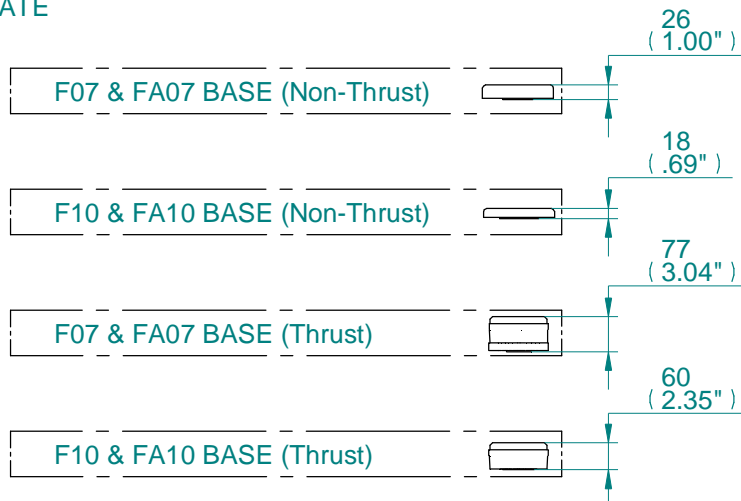 ATE
26
( 1.00" )
F07 & FA07 BASE (Non-Thrust)
18
( .69" )
F10 & FA10 BASE (Non-Thrust)
77
( 3.04" )
F07 & FA07 BASE (Thrust)
60
( 2.35" )
F10 & FA10 BASE (Thrust)